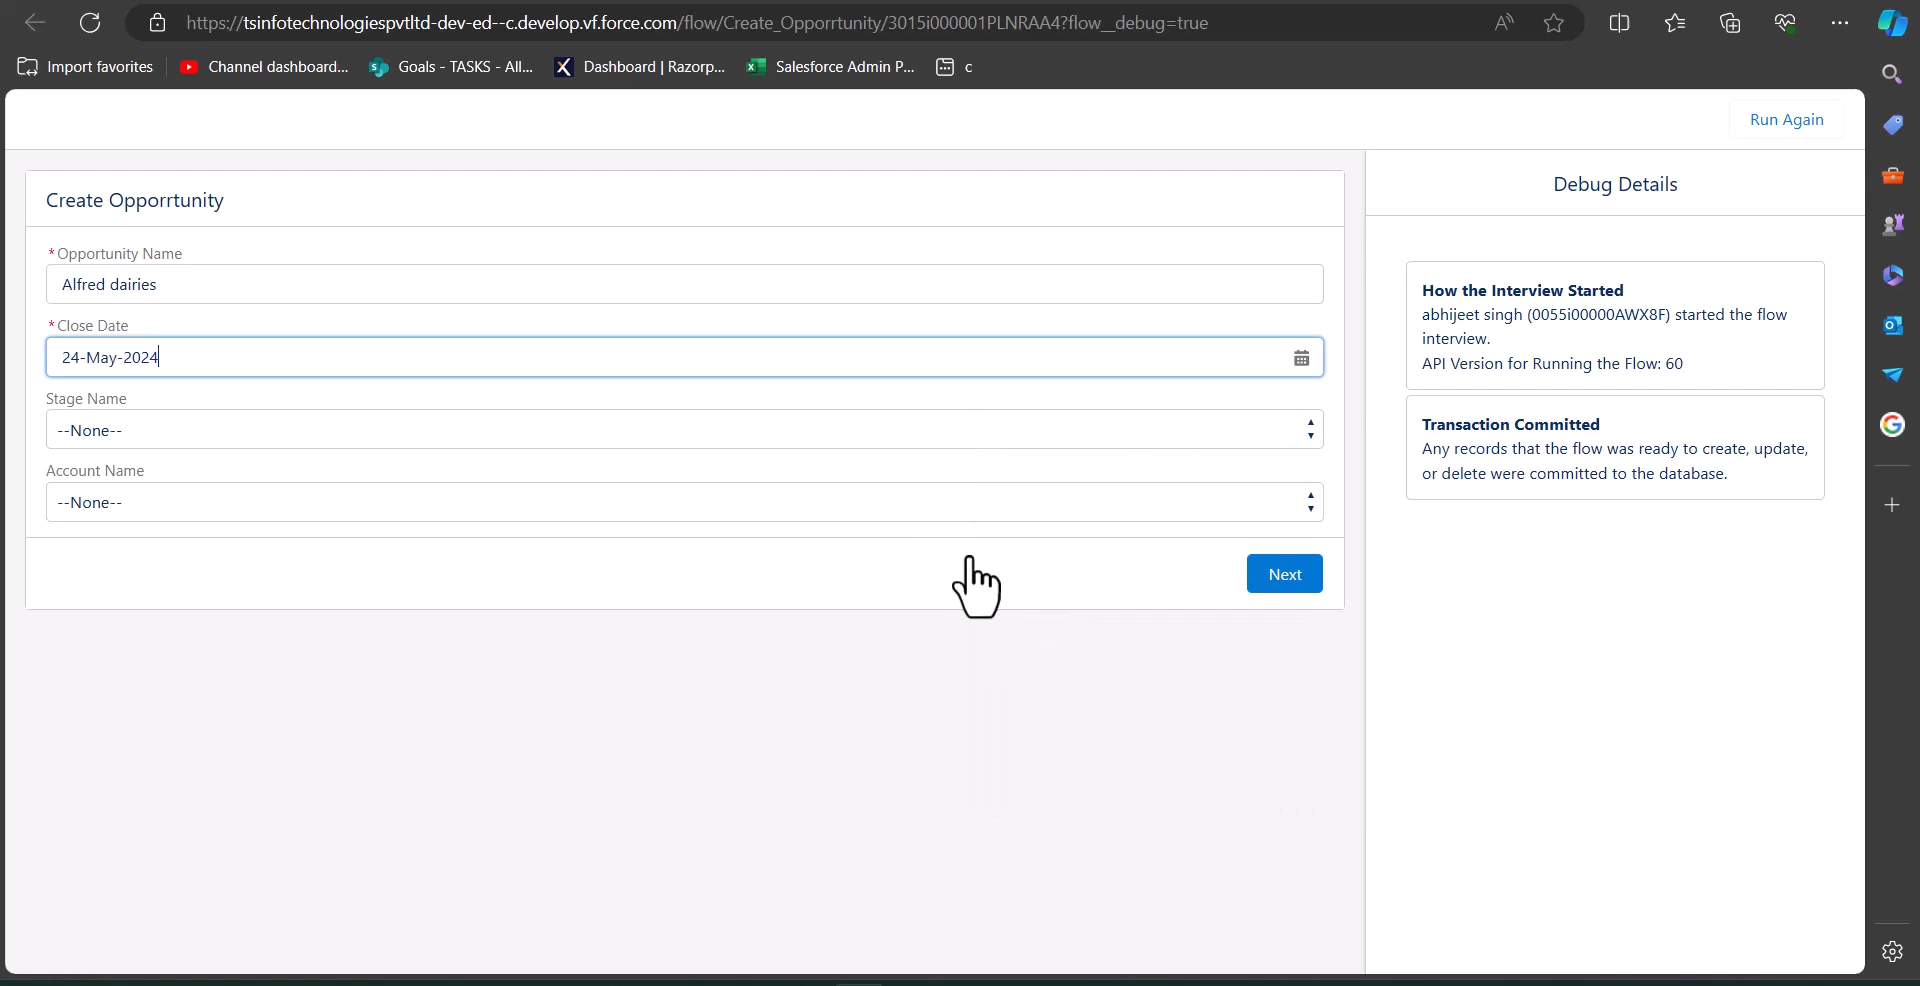 https://tsinfotechnologiespvtltd-dev-ed--c.develop.vf.force.com/flow/Create_Opporrtunity/3015i000001PLNRAA4?flow__debug=true
Import favorites
Channel dashboard...
Goals - TASKS - All...
Dashboard | Razorp...
Salesforce Admin P...
c
Run Again
Create Opporrtunity
*Opportunity Name
Alfred dairies
*Close Date
24-May-2024
Stage Name
--None--
Account Name
--None--
Next
Debug Details
How the Interview Started
abhijeet singh (0055i00000AWX8F) started the flow
interview.
API Version for Running the Flow: 60
Transaction Committed
Any records that the flow was ready to create, update,
or delete were committed to the database.